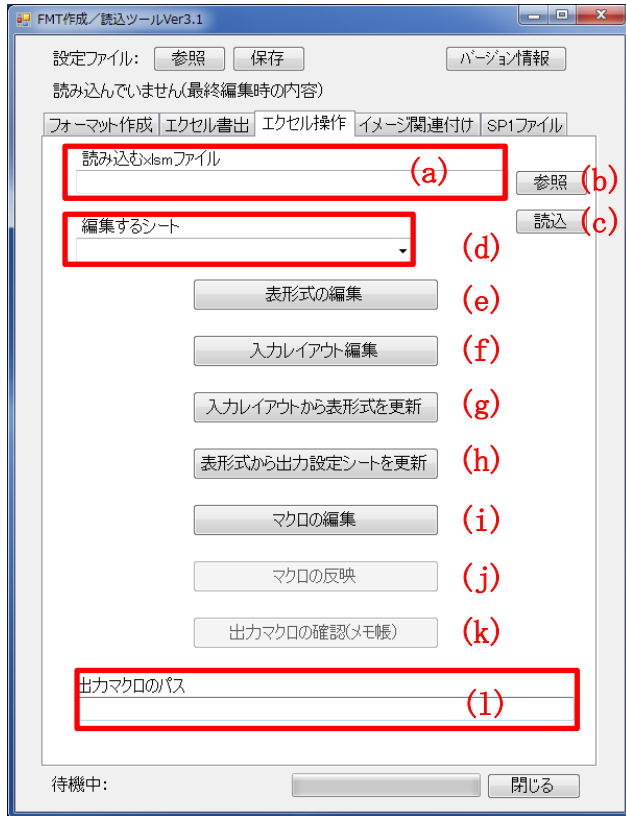 FMT作成／読込ツールVer3.1
設定ファイル: 参照 保存 バージョン情報
読み込んでいません(最終編集時の内容)
フォーマット作成 エクセル書出 エクセル操作 イメージ関連付け SP1ファイル
読み込むxlsmファイル (a)
参照 (b)
読込 (c)
編集するシート (d)
表形式の編集 (e)
入力レイアウト編集 (f)
入力レイアウトから表形式を更新 (g)
表形式から出力設定シートを更新 (h)
マクロの編集 (i)
マクロの反映 (j)
出力マクロの確認(メモ帳) (k)
出力マクロのパス (l)
待機中: 閉じる